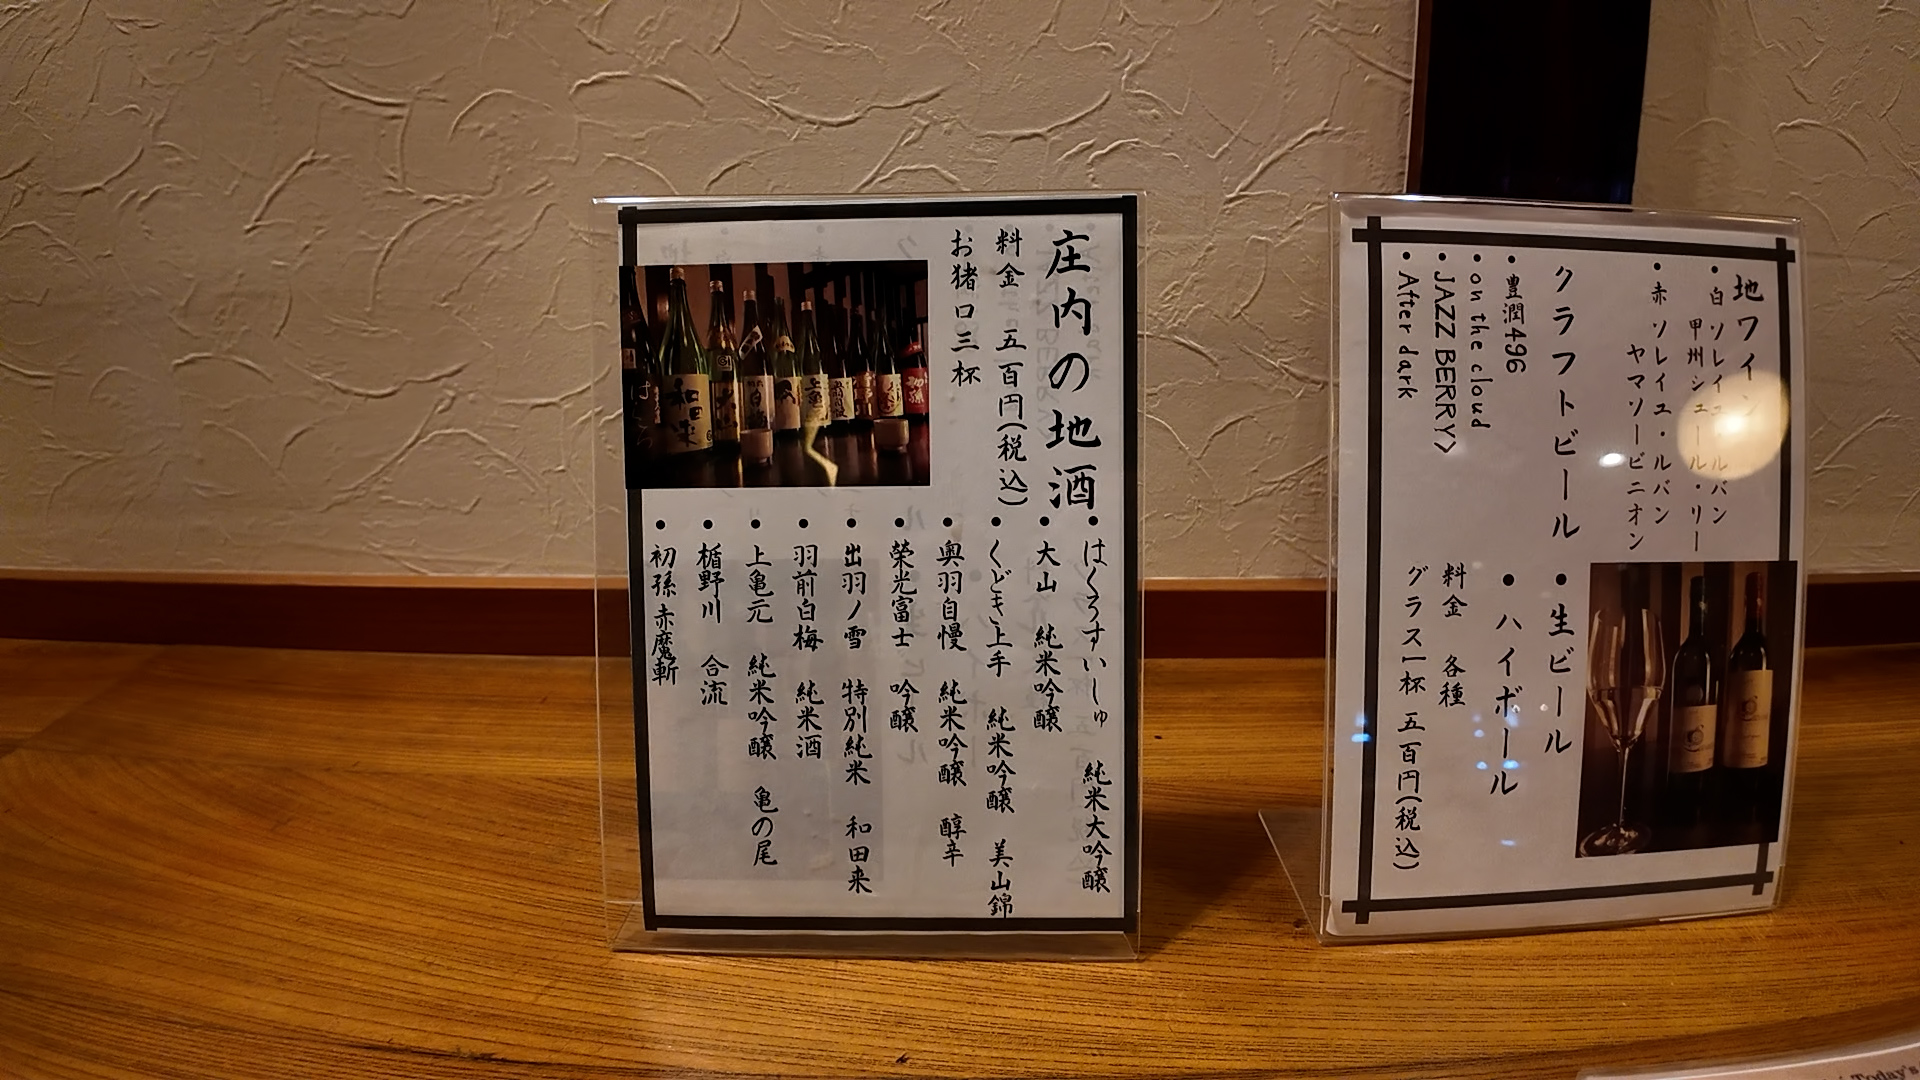 庄内の地酒
料金 五百円(税込)
お猪口三杯
・はくろすいしゅ 純米大吟醸
・大山 純米吟醸
・くどき上手 純米吟醸 美山錦
・奥羽自慢 純米吟醸 醇辛
・榮光冨士 吟醸
・出羽ノ雪 特別純米 和田来
・羽前白梅 純米酒
・上亀元 純米吟醸 亀の尾
・楯野川 合流
・初孫 赤魔斬
和田来
地ワイン
・白 ソレイユ・ルバン
甲州シュール・リー
・赤 ソレイユ・ルバン
ヤマソービニオン
クラフトビール
・豊潤496
・on the cloud
・JAZZ BERRY>
・After dark
・生ビール
・ハイボール
料金 各種
グラス一杯 五百円(税込)
Today's